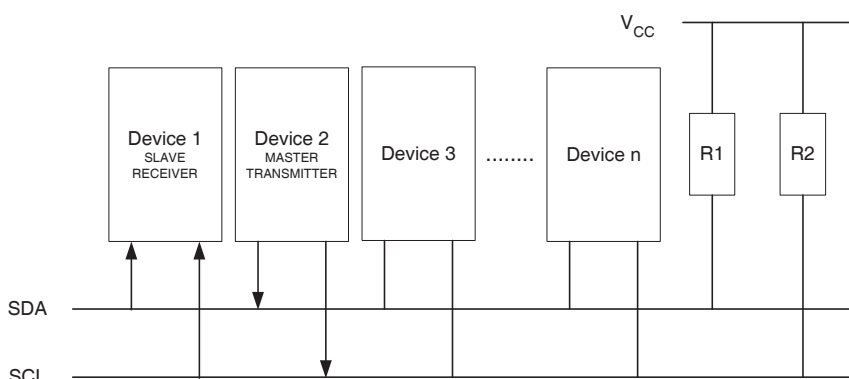 VCC
Device 1
SLAVE
RECEIVER
Device 2
MASTER
TRANSMITTER
Device 3
........
Device n
R1
R2
SDA
SCL